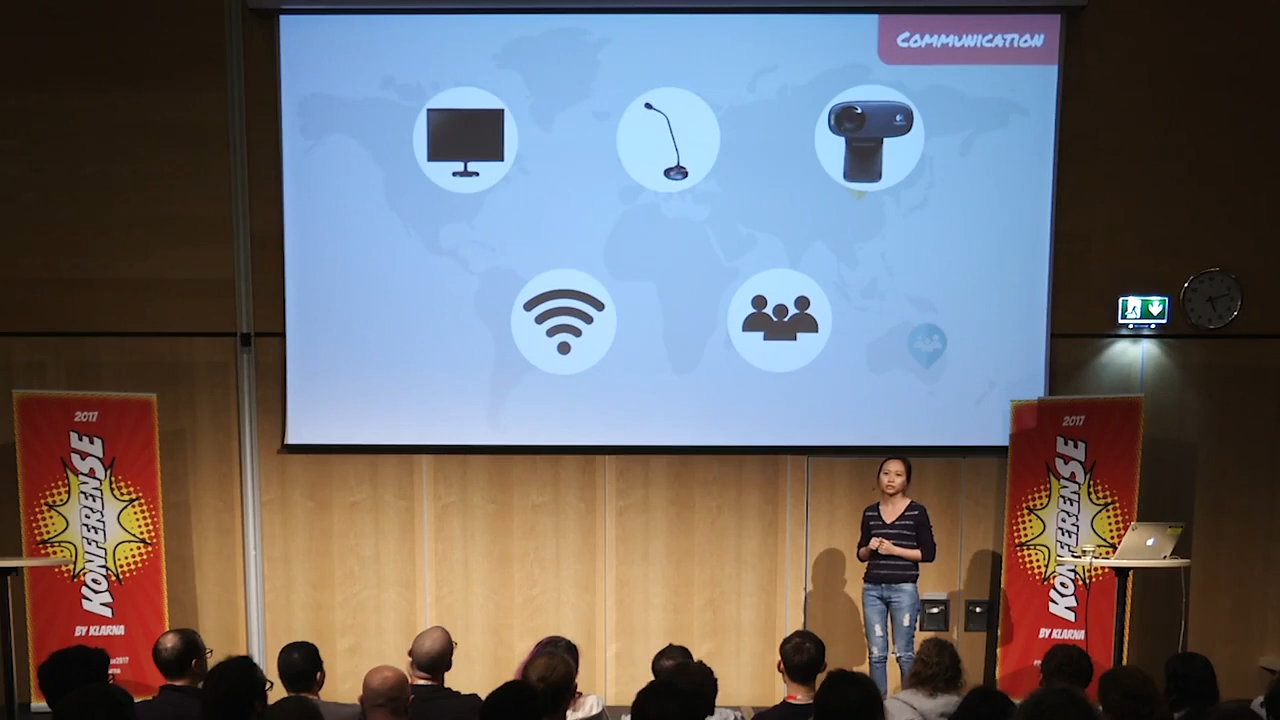 COMMUNICATION
2017
KONFERENSE
BY KLARNA
2017
KONFERENSE
BY KLARNA